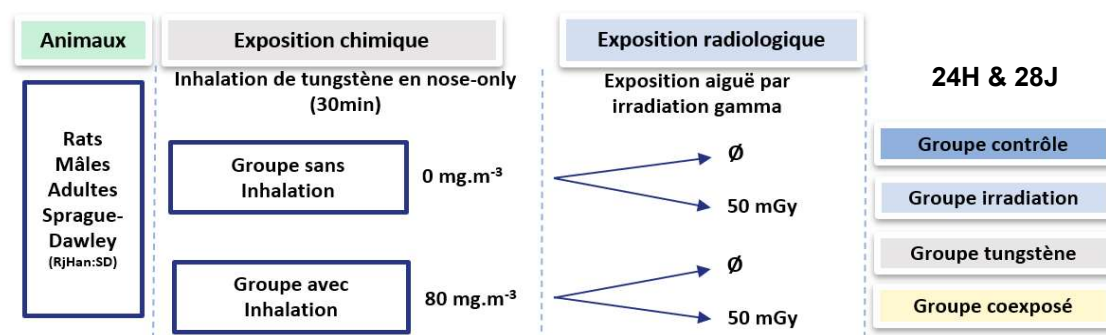 Animaux
Exposition chimique
Exposition radiologique
Inhalation de tungstène en nose-only
(30min)
Exposition aiguë par
irradiation gamma
24H & 28J
Rats
Mâles
Adultes
Sprague-
Dawley
(RjHan:SD)
Groupe sans
Inhalation
0 mg.m⁻³
Ø
50 mGy
Groupe avec
Inhalation
80 mg.m⁻³
Ø
50 mGy
Groupe contrôle
Groupe irradiation
Groupe tungstène
Groupe coexposé